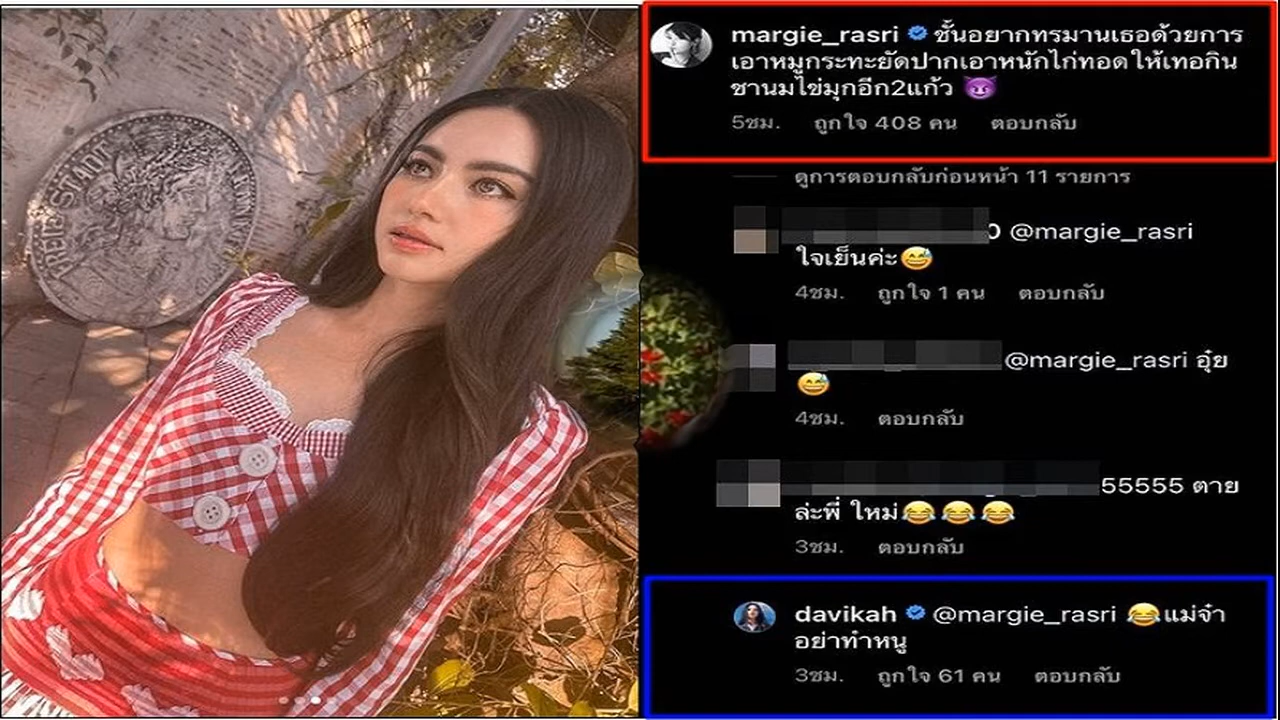 FREIE STADT
margie_rasri ชั้นอยากทรมานเธอด้วยการ
เอาหมูกระทะยัดปากเอาหนักไก่ทอดให้เทอกิน
ชานมไข่มุกอีก2แก้ว 😈
5ชม. ถูกใจ 408 คน ตอบกลับ
ดูการตอบกลับก่อนหน้า 11 รายการ
@margie_rasri
ใจเย็นค่ะ😅
4ชม. ถูกใจ 1 คน ตอบกลับ
@margie_rasri อุ๋ย
😅
4ชม. ตอบกลับ
55555 ตาย
ล่ะพี่ ใหม่😂😂😂
3ชม. ตอบกลับ
davikah @margie_rasri 😂แม่จ๋า
อย่าทำหนู
3ชม. ถูกใจ 61 คน ตอบกลับ